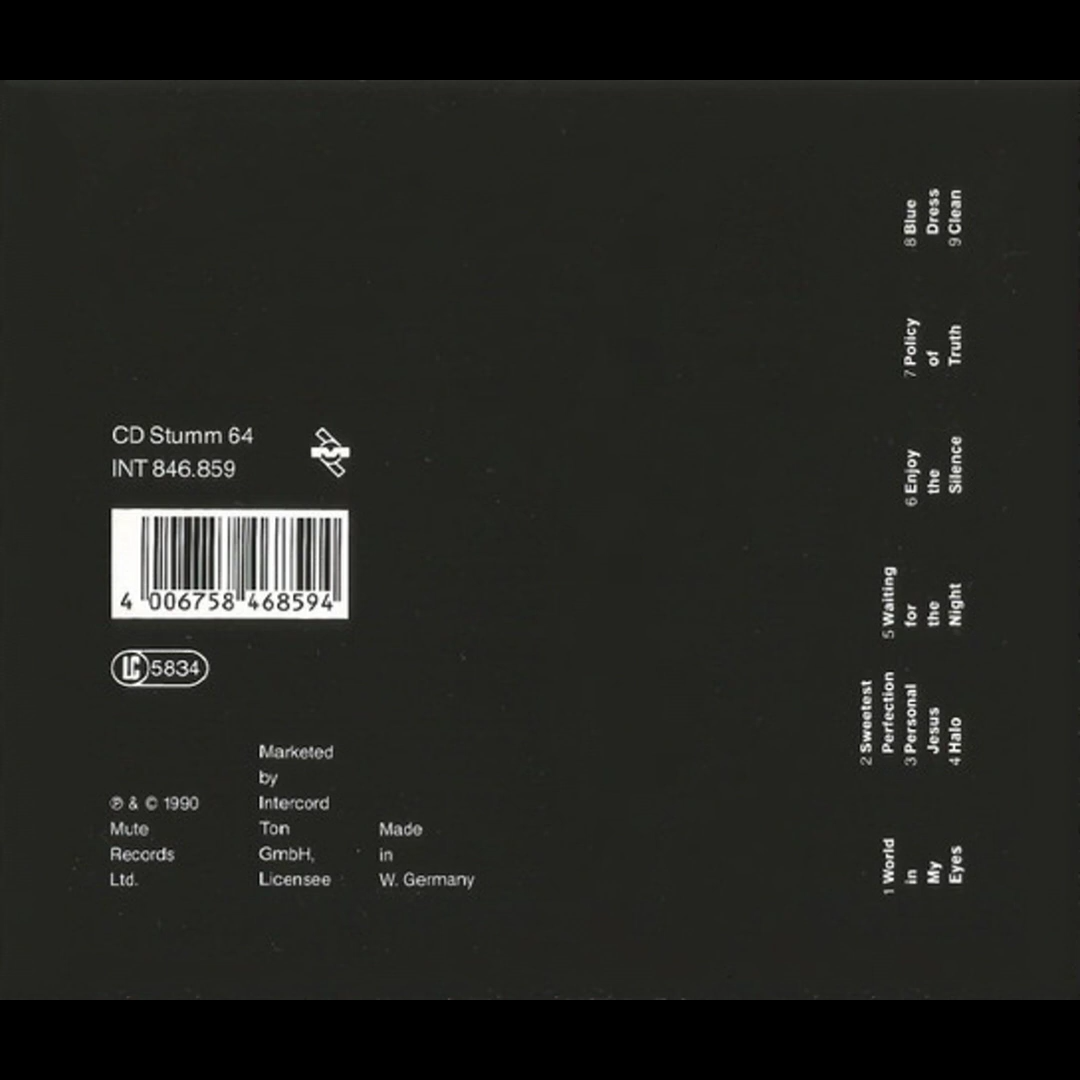 CD Stumm 64
INT 846.859
4 006758 468594
LC 5834
℗ & © 1990
Mute
Records
Ltd.
Marketed
by
Intercord
Ton
GmbH,
Licensee
Made
in
W. Germany
1 World
in
My
Eyes
2 Sweetest
Perfection
3 Personal
Jesus
4 Halo
5 Waiting
for
the
Night
6 Enjoy
the
Silence
7 Policy
of
Truth
8 Blue
Dress
9 Clean